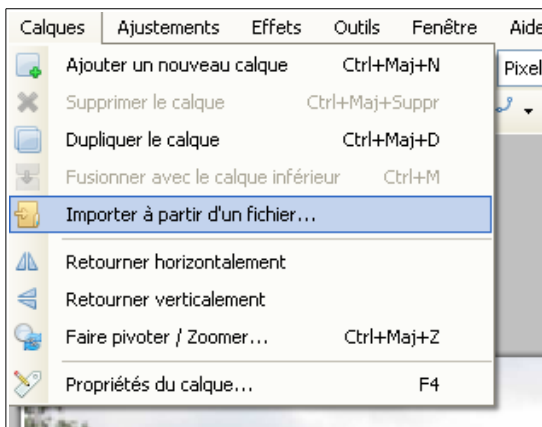 Calques Ajustements Effets Outils Fenêtre Aide
Ajouter un nouveau calque Ctrl+Maj+N
Pixel
Supprimer le calque Ctrl+Maj+Suppr
Dupliquer le calque Ctrl+Maj+D
Fusionner avec le calque inférieur Ctrl+M
Importer à partir d'un fichier...
Retourner horizontalement
Retourner verticalement
Faire pivoter / Zoomer... Ctrl+Maj+Z
Propriétés du calque... F4